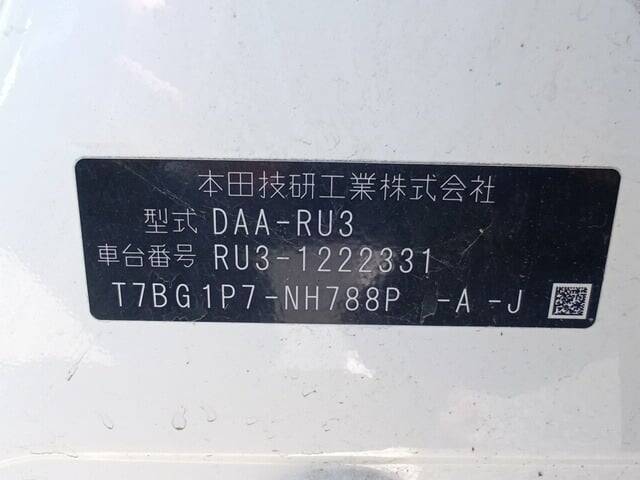 本田技研工業株式会社
型式 DAA-RU3
車台番号 RU3-1222331
T7BG1P7-NH788P -A -J